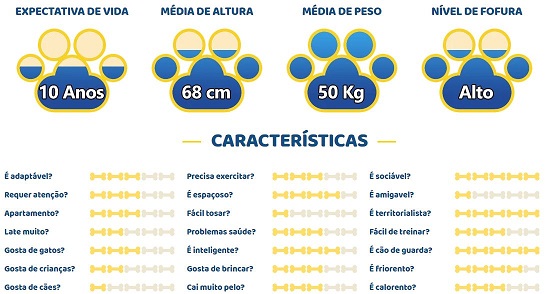 EXPECTATIVA DE VIDA
MÉDIA DE ALTURA
MÉDIA DE PESO
NÍVEL DE FOFURA
10 Anos
68 cm
50 Kg
Alto
CARACTERÍSTICAS
É adaptável?
Precisa exercitar?
É sociável?
Requer atenção?
É espaçoso?
É amigavel?
Apartamento?
Fácil tosar?
É territorialista?
Late muito?
Problemas saúde?
Fácil de treinar?
Gosta de gatos?
É inteligente?
É cão de guarda?
Gosta de crianças?
Gosta de brincar?
É friorento?
Gosta de cães?
Cai muito pelo?
É calorento?